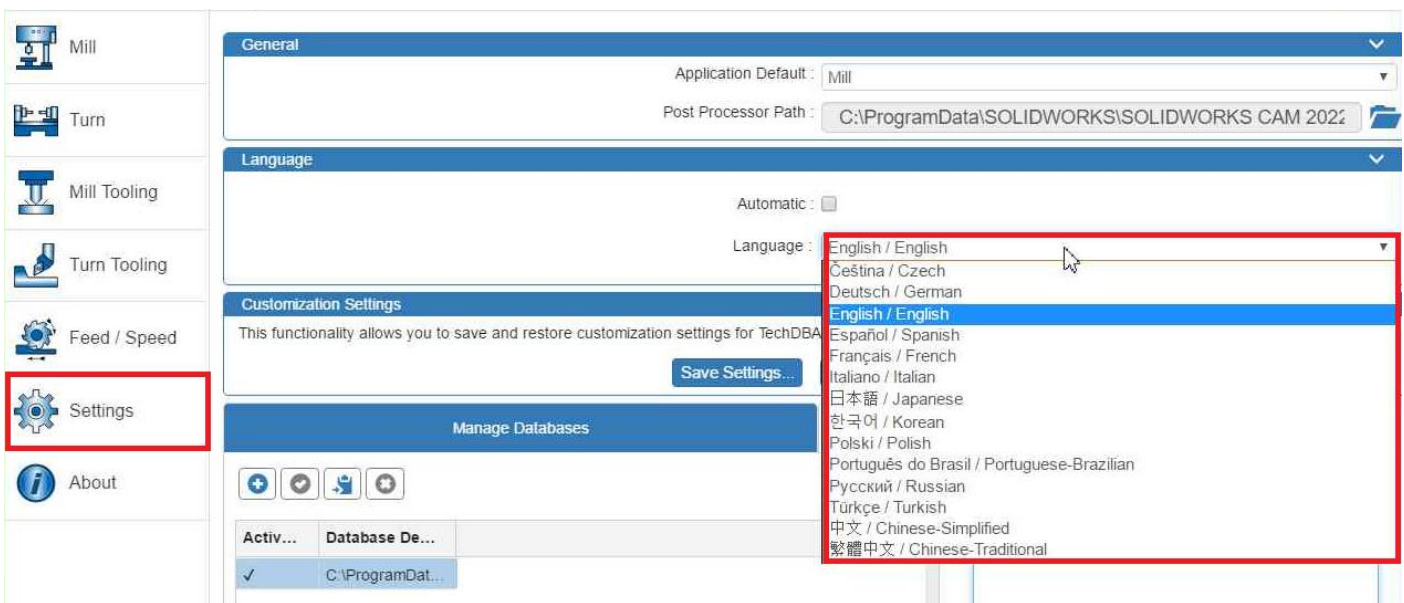 Mill
Turn
Mill Tooling
Turn Tooling
Feed / Speed
Settings
About
General
Application Default :
Mill
Post Processor Path :
C:\ProgramData\SOLIDWORKS\SOLIDWORKS CAM 2022
Language
Automatic :
Language :
English / English
Čeština / Czech
Deutsch / German
English / English
Español / Spanish
Français / French
Italiano / Italian
日本語 / Japanese
한국어 / Korean
Polski / Polish
Português do Brasil / Portuguese-Brazilian
Русский / Russian
Türkçe / Turkish
中文 / Chinese-Simplified
繁體中文 / Chinese-Traditional
Customization Settings
This functionality allows you to save and restore customization settings for TechDBA
Save Settings...
Manage Databases
Activ...
Database De...
✓
C:\ProgramDat...